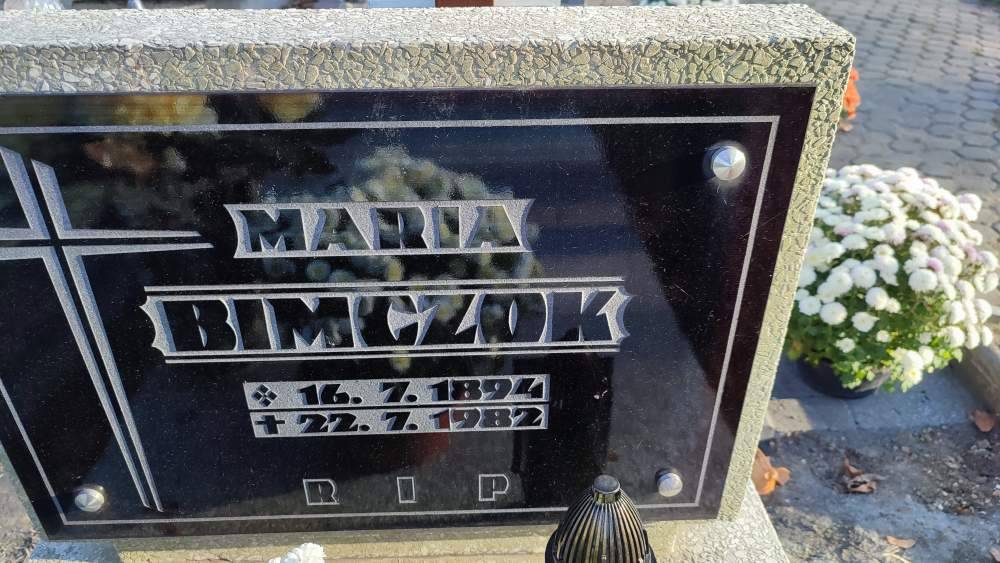 MARIA
BIMCZOK
❖ 16. 7. 1894
✝ 22. 7. 1982
R I P